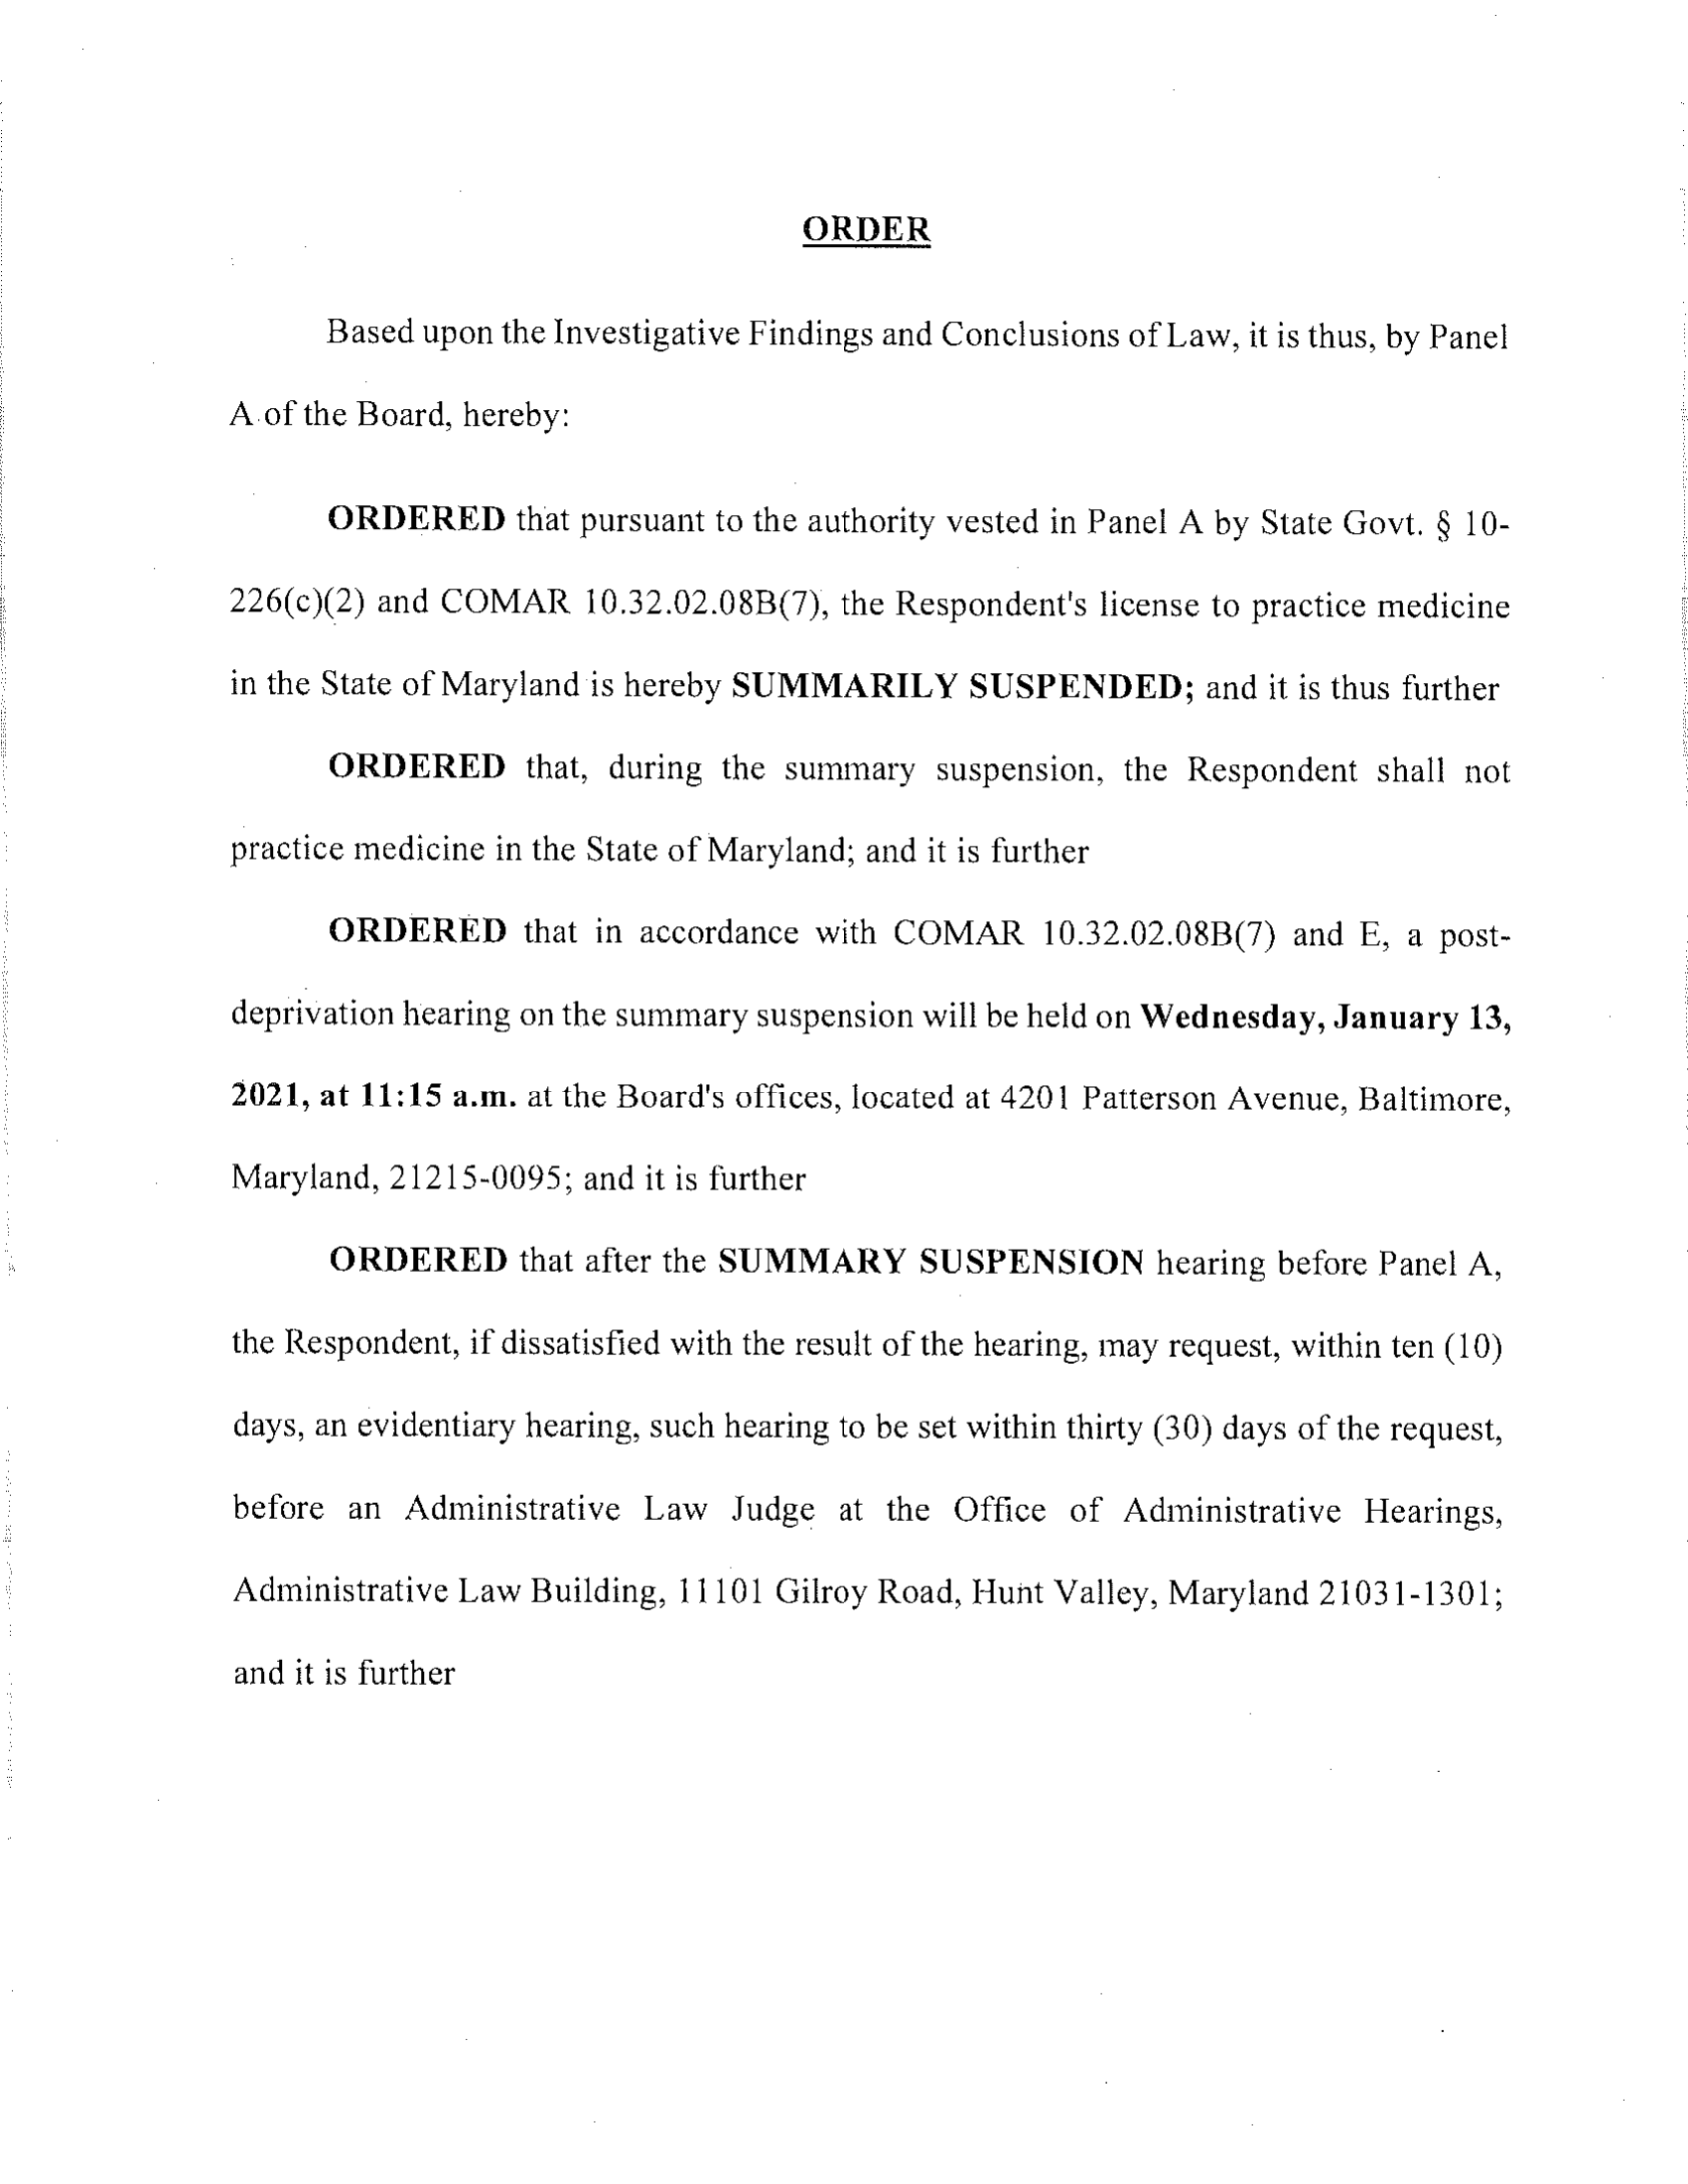 ORDER
Based upon the Investigative Findings and Conclusions of Law, it is thus, by Panel
A of the Board, hereby:
ORDERED that pursuant to the authority vested in Panel A by State Govt. § 10-
226(c)(2) and COMAR 10.32.02.08B(7), the Respondent's license to practice medicine
in the State of Maryland is hereby SUMMARILY SUSPENDED; and it is thus further
ORDERED that, during the summary suspension, the Respondent shall not
practice medicine in the State of Maryland; and it is further
ORDERED that in accordance with COMAR 10.32.02.08B(7) and E, a post-
deprivation hearing on the summary suspension will be held on Wednesday, January 13,
2021, at 11:15 a.m. at the Board's offices, located at 4201 Patterson Avenue, Baltimore,
Maryland, 21215-0095; and it is further
ORDERED that after the SUMMARY SUSPENSION hearing before Panel A,
the Respondent, if dissatisfied with the result of the hearing, may request, within ten (10)
days, an evidentiary hearing, such hearing to be set within thirty (30) days of the request,
before an Administrative Law Judge at the Office of Administrative Hearings,
Administrative Law Building, 11101 Gilroy Road, Hunt Valley, Maryland 21031-1301;
and it is further